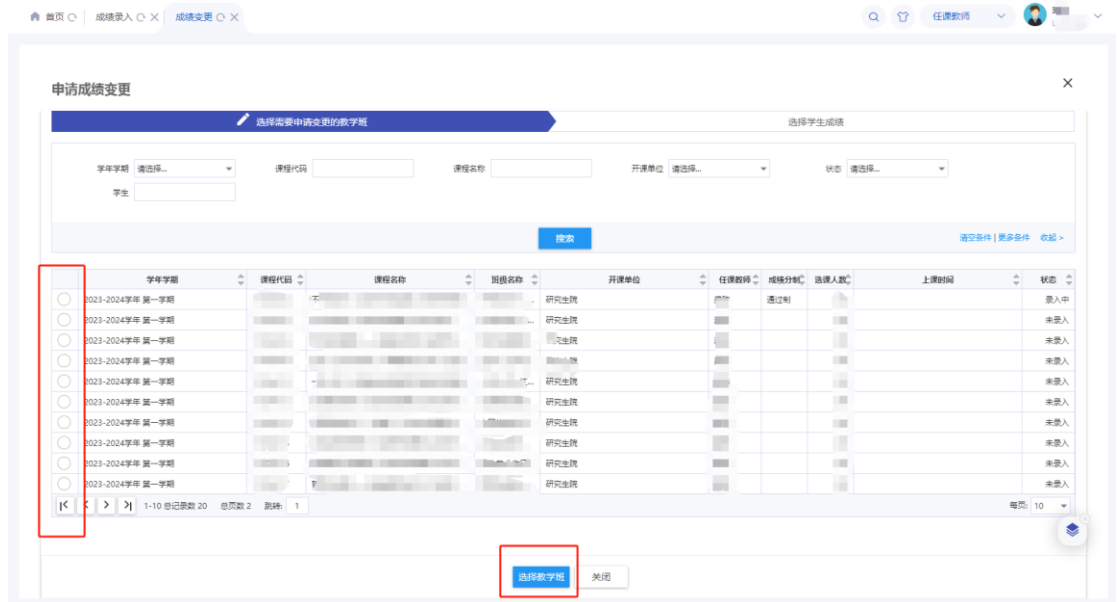 首页 成绩录入 成绩变更 任课教师
申请成绩变更
选择需要申请变更的教学班 选择学生成绩
学年学期 请选择... 课程代码 课程名称 开课单位 请选择... 状态 请选择...
学生
搜索 清空条件 | 更多条件 收起 >
学年学期 课程代码 课程名称 班级名称 开课单位 任课教师 成绩分制 选课人数 上课时间 状态
2023-2024学年 第一学期 研究生院 通过制 录入中
2023-2024学年 第一学期 ... 研究生院 未录入
2023-2024学年 第一学期 究生院 未录入
2023-2024学年 第一学期 未录入
2023-2024学年 第一学期 ... 研究生院 未录入
2023-2024学年 第一学期 研究生院 未录入
2023-2024学年 第一学期 研究生院 未录入
2023-2024学年 第一学期 研究生院 未录入
2023-2024学年 第一学期 研究生院 未录入
2023-2024学年 第一学期 研究生院 未录入
1-10 总记录数 20 总页数 2 跳转: 1 每页: 10
选择教学班 关闭